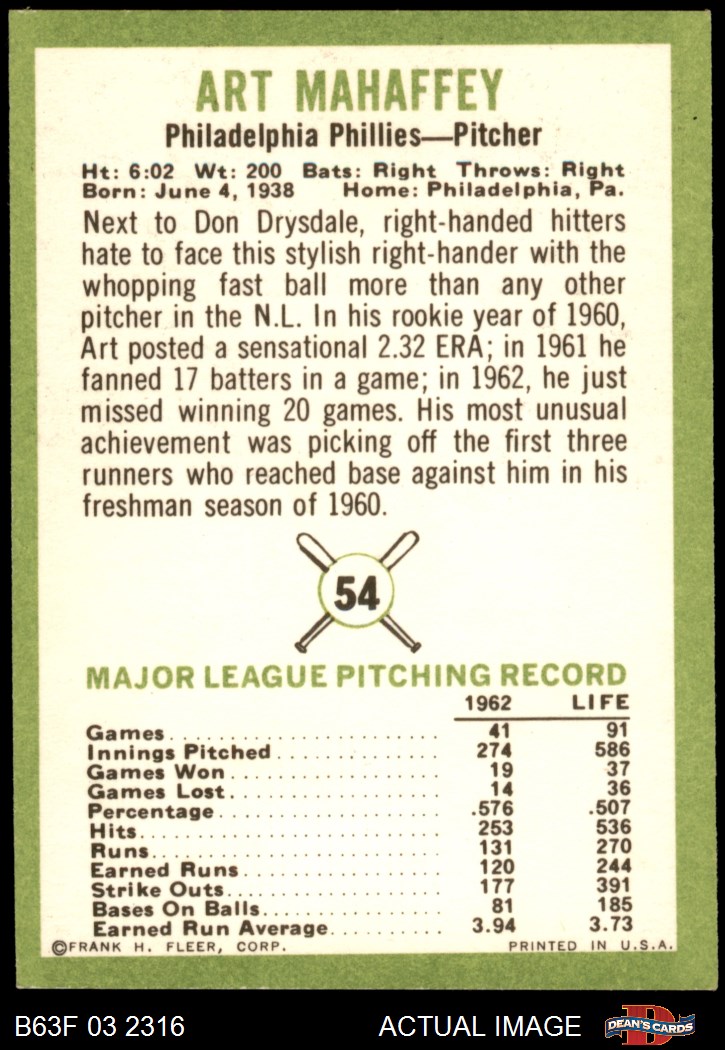 ART MAHAFFEY
Philadelphia Phillies—Pitcher
Ht: 6:02 Wt: 200 Bats: Right Throws: Right
Born: June 4, 1938 Home: Philadelphia, Pa.
Next to Don Drysdale, right-handed hitters
hate to face this stylish right-hander with the
whopping fast ball more than any other
pitcher in the N.L. In his rookie year of 1960,
Art posted a sensational 2.32 ERA; in 1961 he
fanned 17 batters in a game; in 1962, he just
missed winning 20 games. His most unusual
achievement was picking off the first three
runners who reached base against him in his
freshman season of 1960.
54
MAJOR LEAGUE PITCHING RECORD
1962 LIFE
Games 41 91
Innings Pitched 274 586
Games Won 19 37
Games Lost 14 36
Percentage .576 .507
Hits 253 536
Runs 131 270
Earned Runs 120 244
Strike Outs 177 391
Bases On Balls 81 185
Earned Run Average 3.94 3.73
©FRANK H. FLEER, CORP. PRINTED IN U.S.A.
B63F 03 2316 ACTUAL IMAGE D DEAN'S CARDS